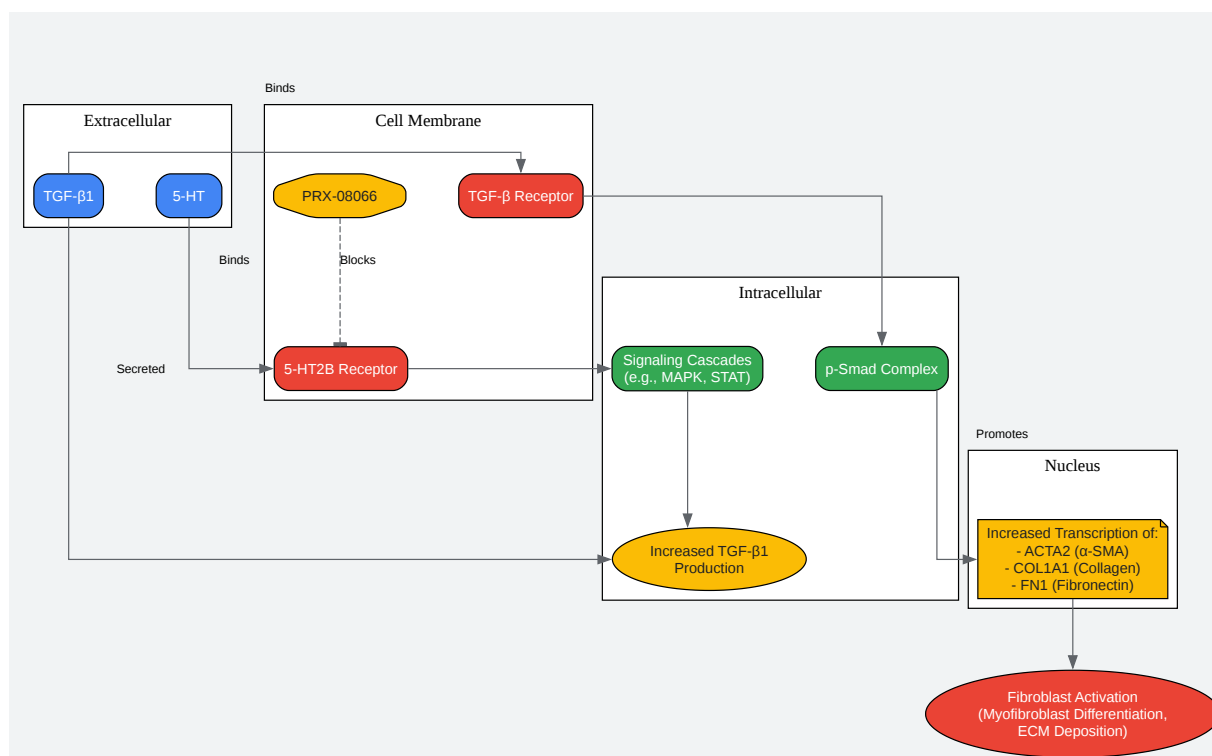 Binds
Extracellular
Cell Membrane
TGF-β1
5-HT
PRX-08066
TGF-β Receptor
Binds
Blocks
Intracellular
Secreted
5-HT2B Receptor
Signaling Cascades
(e.g., MAPK, STAT)
p-Smad Complex
Promotes
Nucleus
Increased TGF-β1
Production
Increased Transcription of:
- ACTA2 (α-SMA)
- COL1A1 (Collagen)
- FN1 (Fibronectin)
Fibroblast Activation
(Myofibroblast Differentiation,
ECM Deposition)